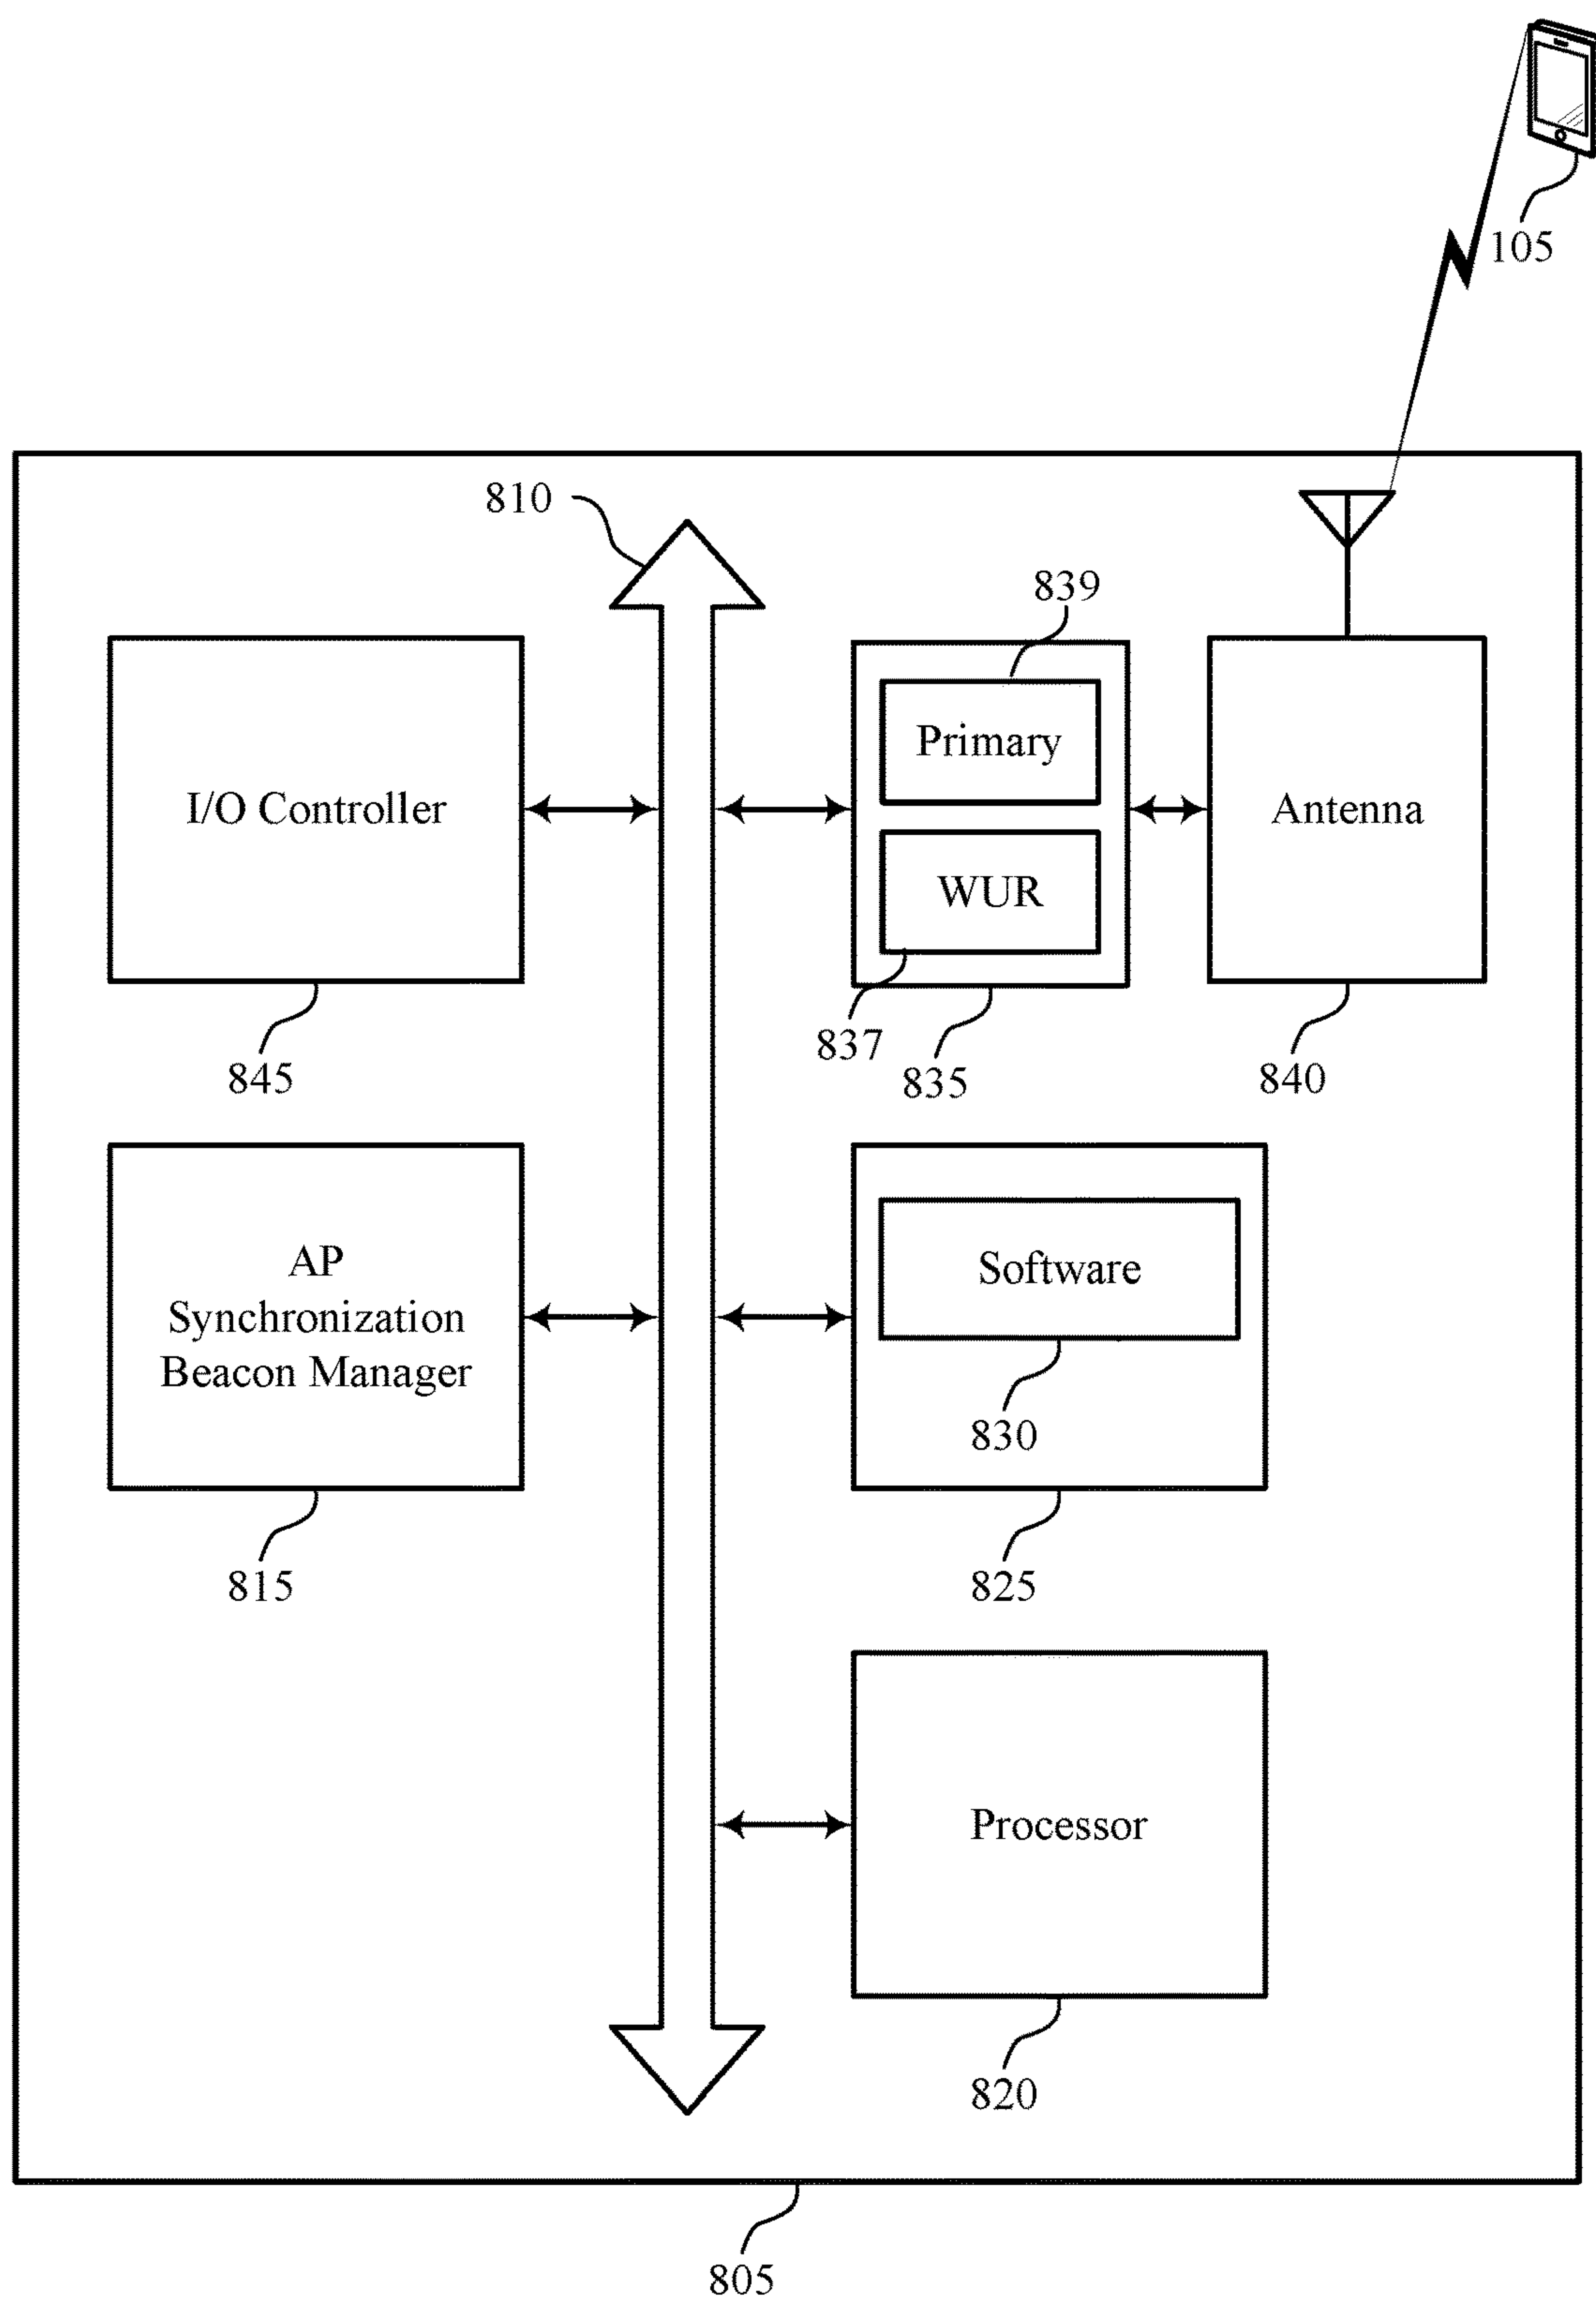 105
810
839
I/O Controller
Primary
WUR
Antenna
845
837
835
840
AP
Synchronization
Beacon Manager
Software
830
815
825
Processor
820
805